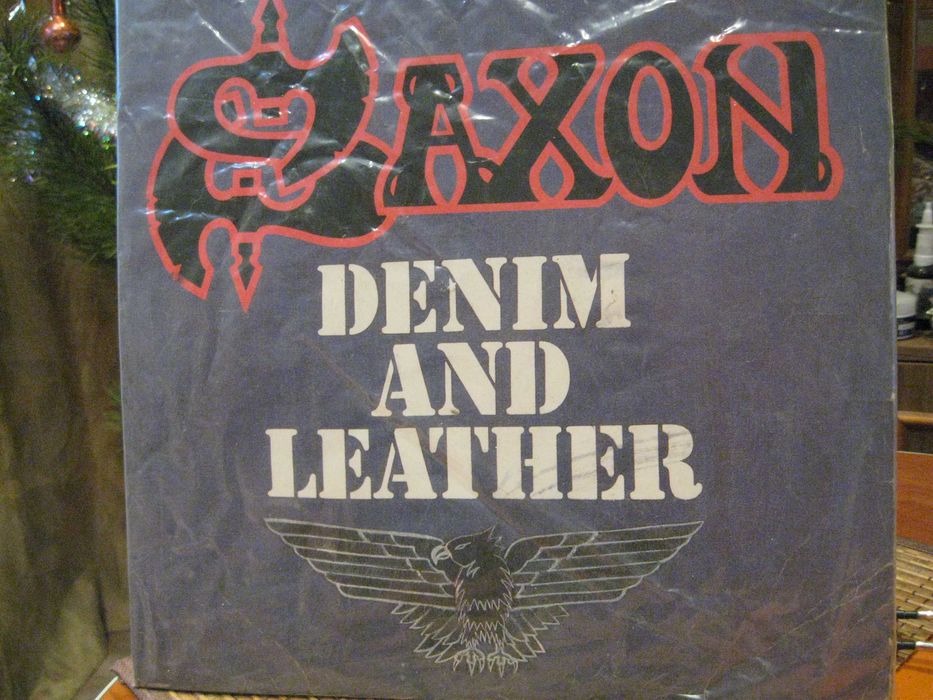 SAXON
DENIM
AND
LEATHER